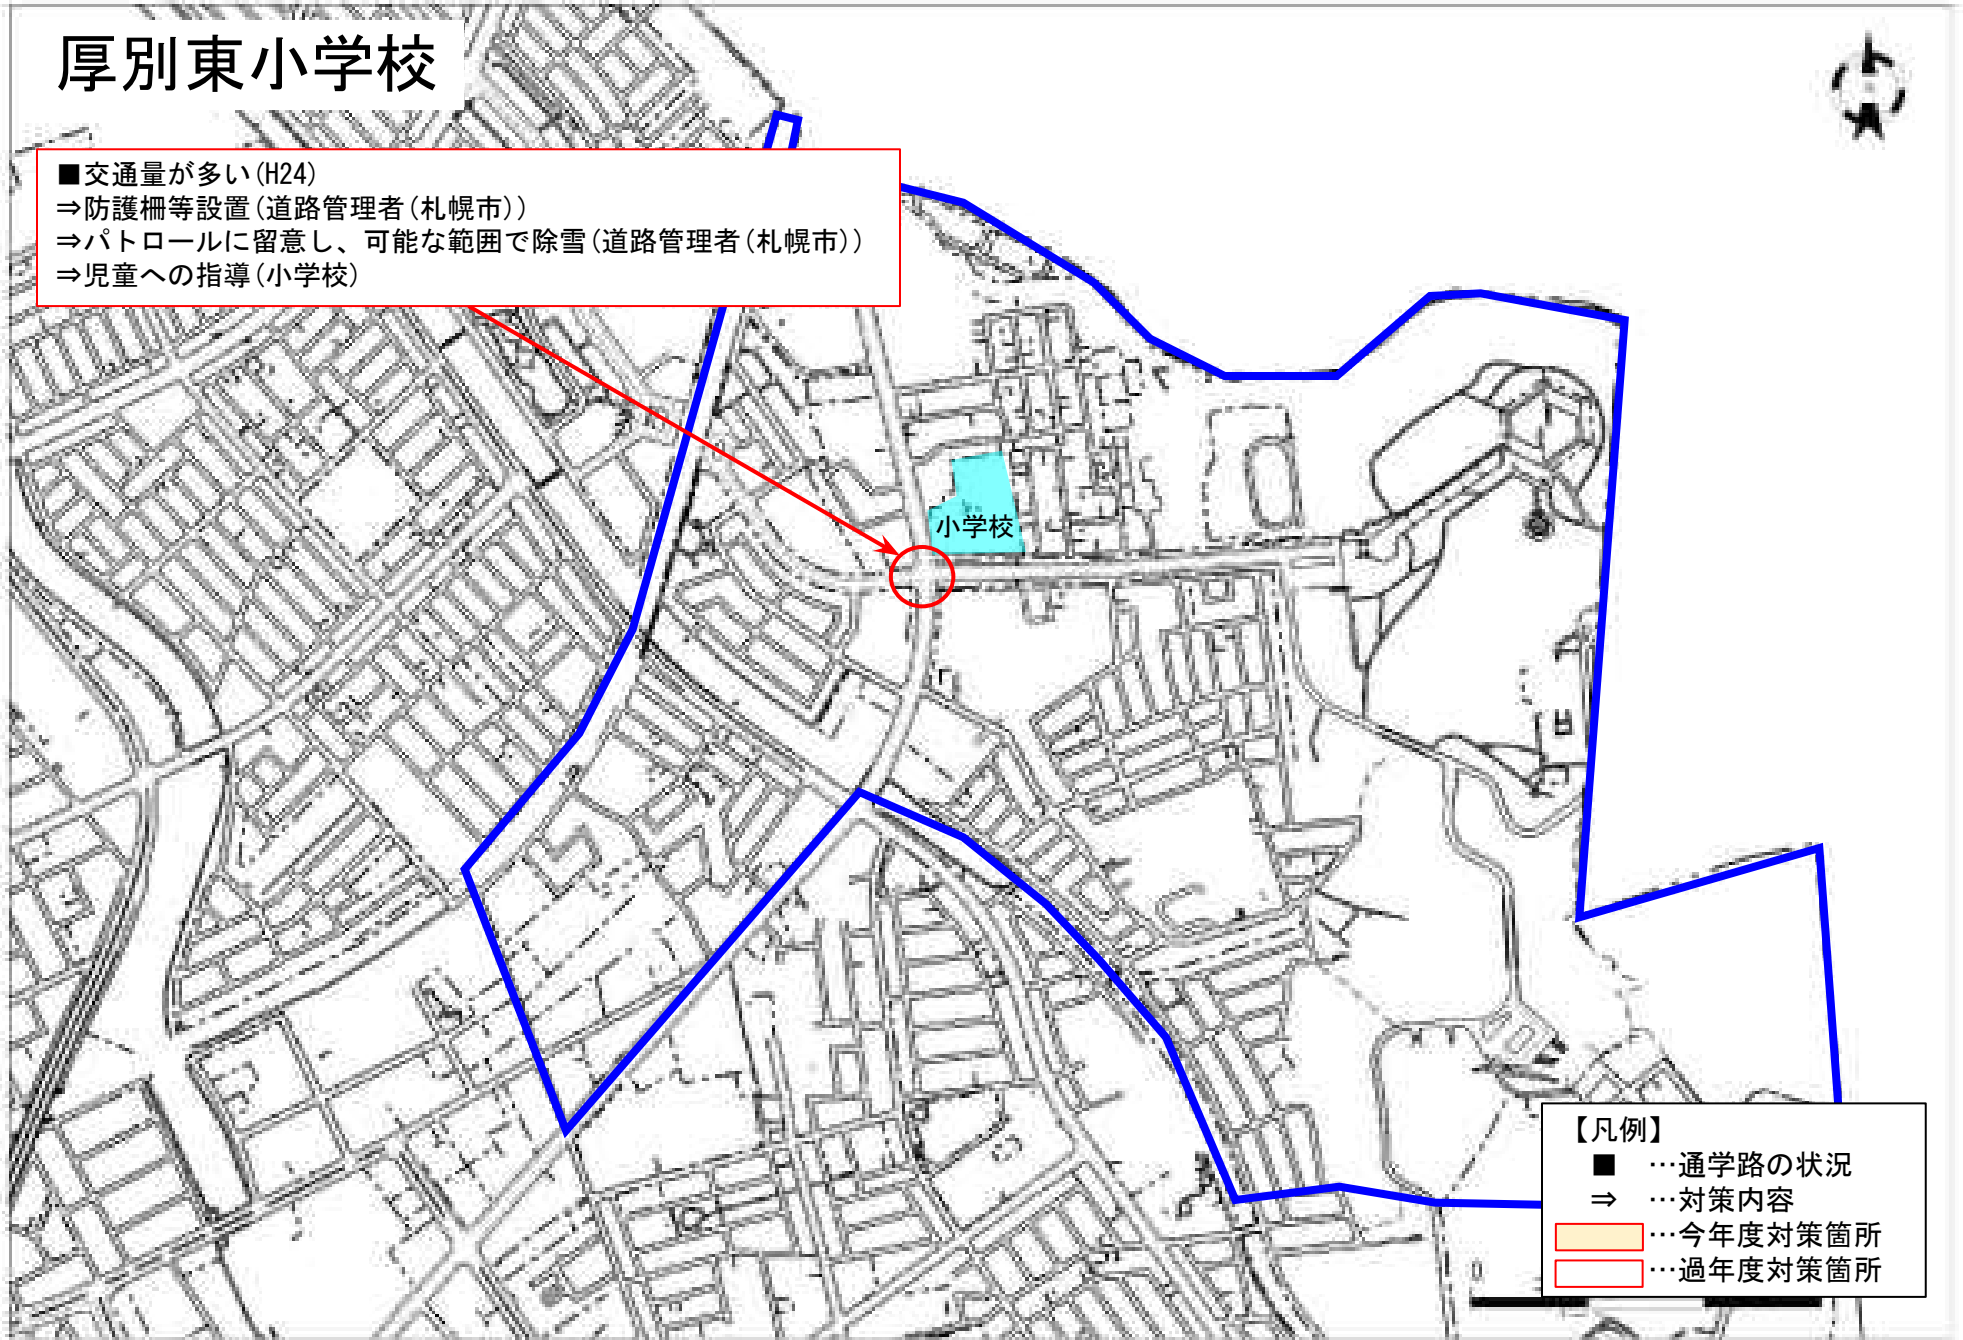 厚別東小学校
■交通量が多い(H24)
⇒防護柵等設置(道路管理者(札幌市))
⇒パトロールに留意し、可能な範囲で除雪(道路管理者(札幌市))
⇒児童への指導(小学校)
小学校
【凡例】
■ …通学路の状況
⇒ …対策内容
…今年度対策箇所
…過年度対策箇所
0